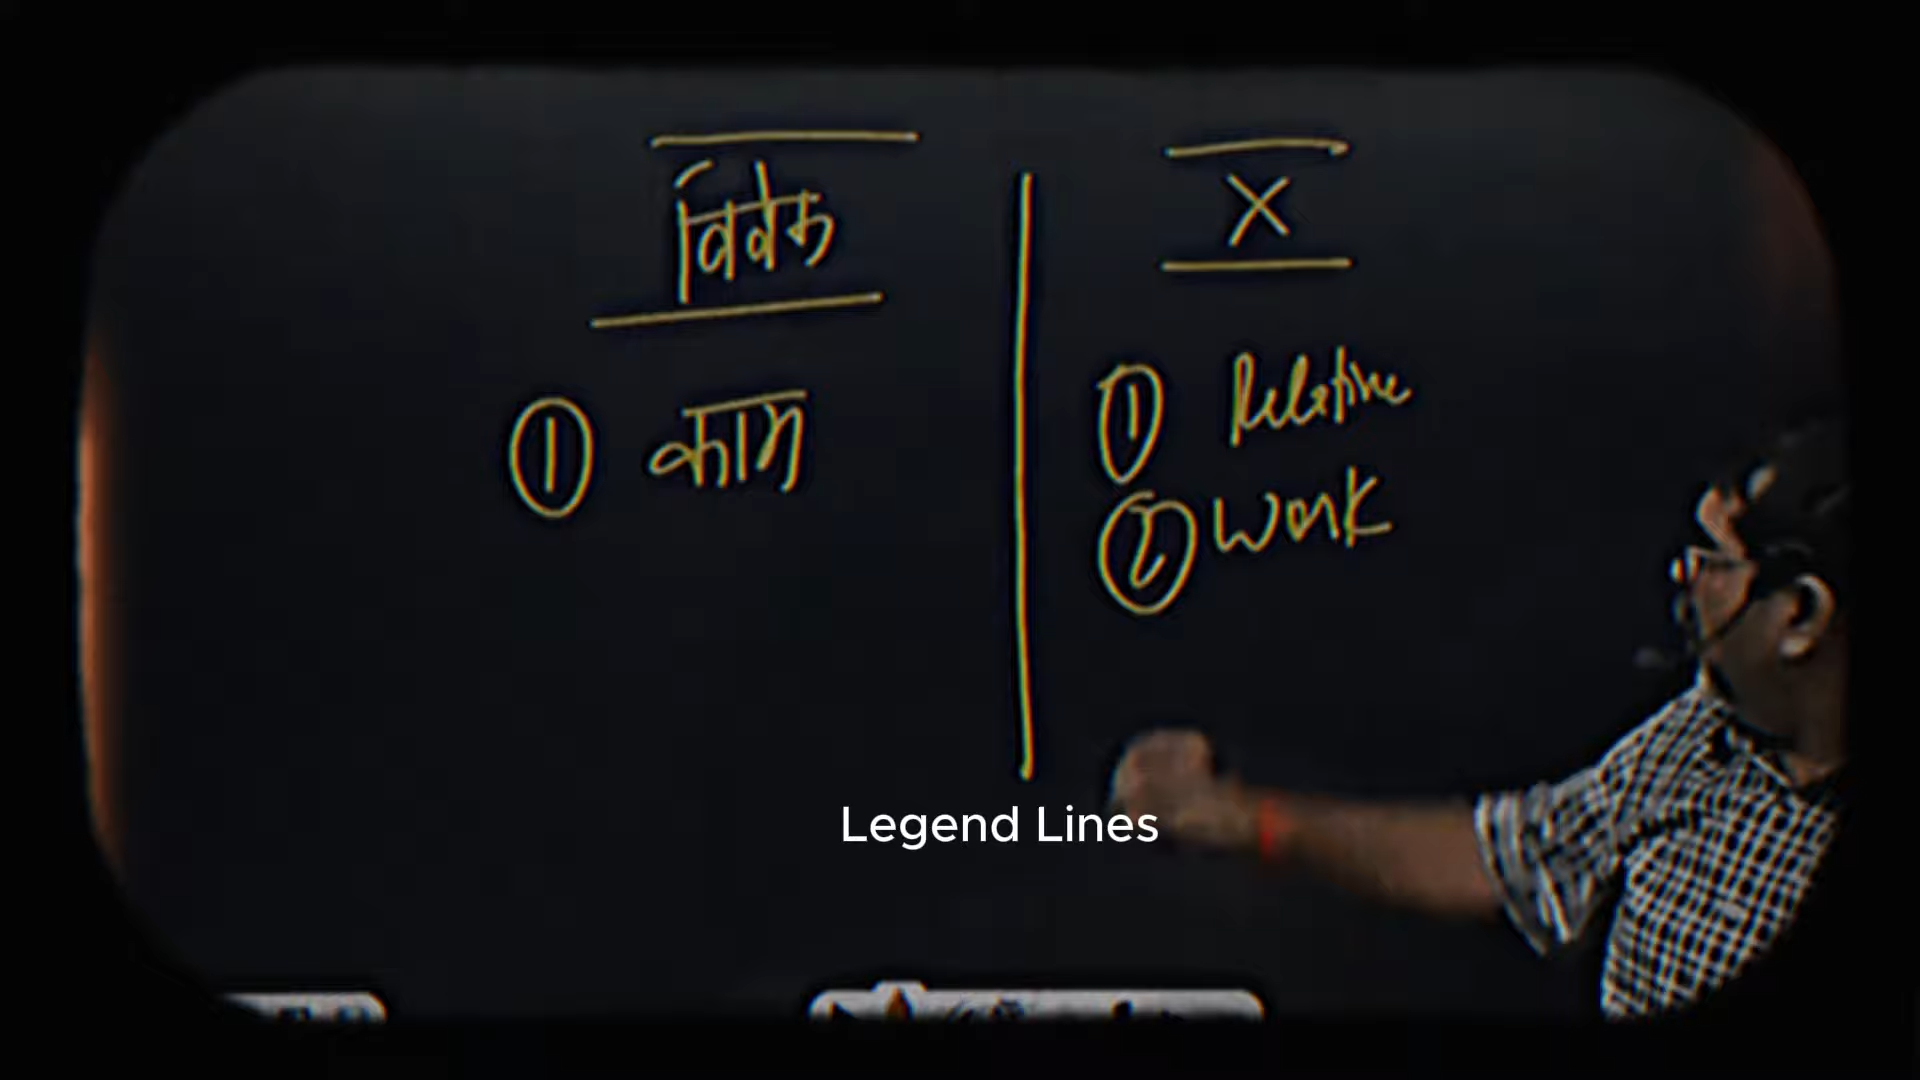 विवेक
① काम
X
① Relative
② Work
Legend Lines